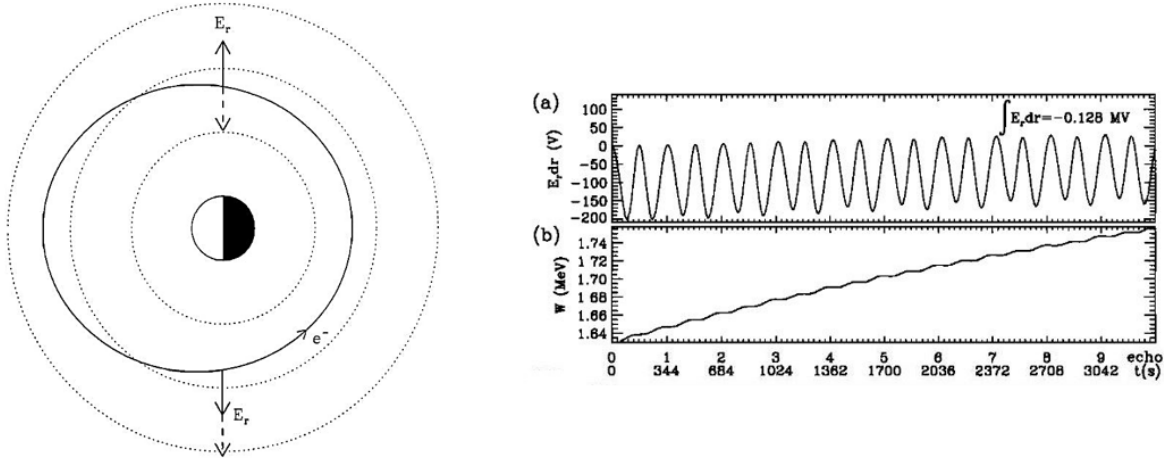 E_r
e⁻
E_r
(a)
∫ E_r dr=−0.128 MV
E_r dr (V)
100
50
0
−50
−100
−150
−200
(b)
W (MeV)
1.74
1.72
1.70
1.68
1.66
1.64
0 1 2 3 4 5 6 7 8 9 echo
0 344 684 1024 1362 1700 2036 2372 2708 3042 t(s)